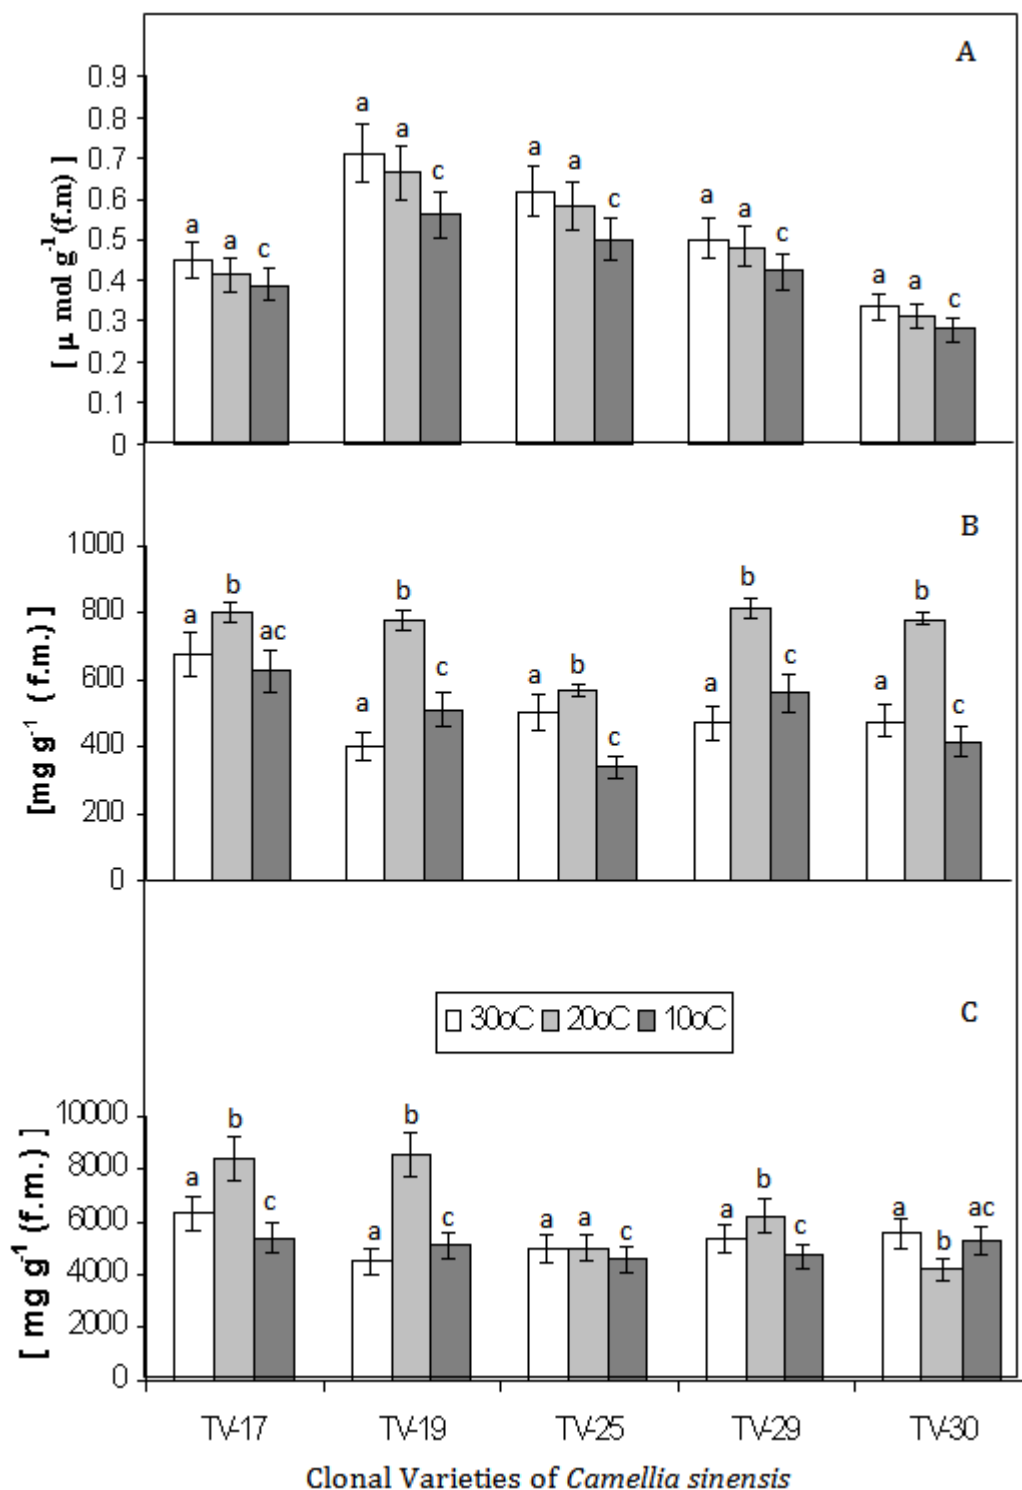 A
[ μ mol g-1 (f.m) ]
0.9
0.8
0.7
0.6
0.5
0.4
0.3
0.2
0.1
0
a a c
a a c
a a c
a a c
a a c
B
[mg g-1 ( f.m.) ]
1000
800
600
400
200
0
a b ac
a b c
a b c
a b c
a b c
C
30oC 20oC 10oC
[ mg g-1 (f.m.) ]
10000
8000
6000
4000
2000
0
a b c
a b c
a a c
a b c
a b ac
TV-17 TV-19 TV-25 TV-29 TV-30
Clonal Varieties of Camellia sinensis